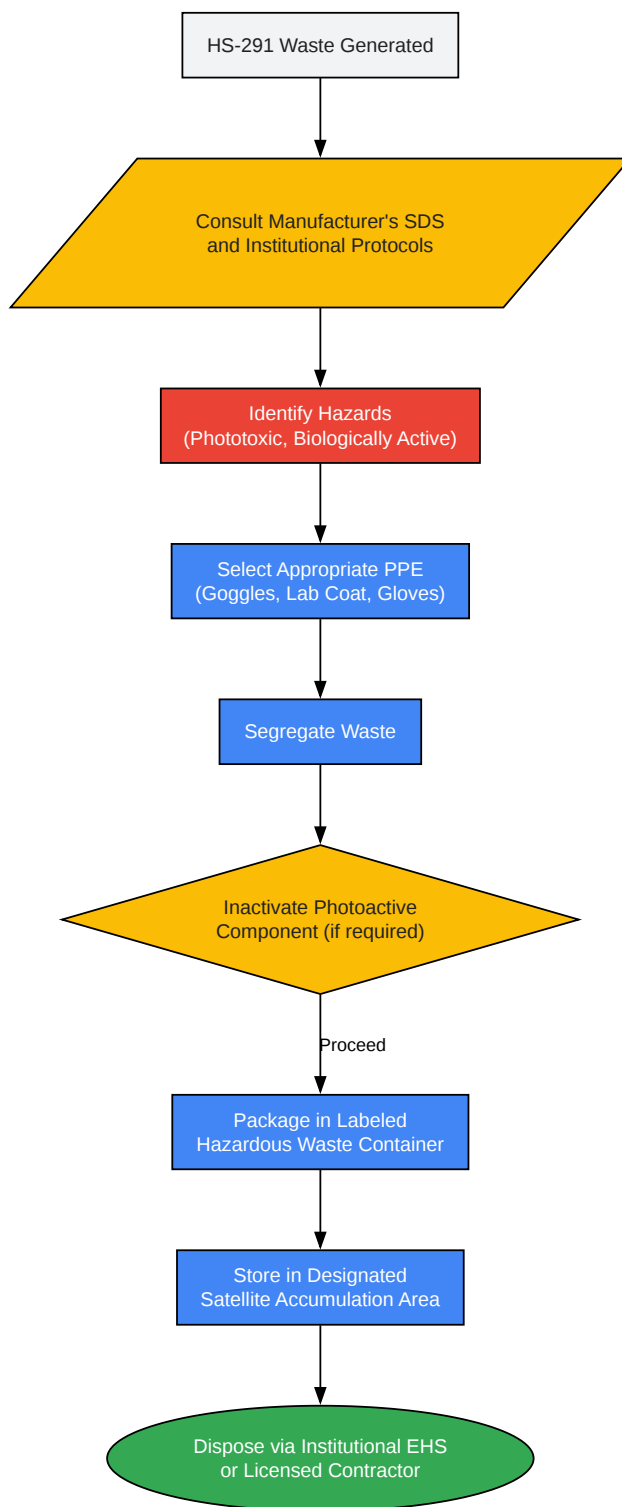 HS-291 Waste Generated
Consult Manufacturer's SDS
and Institutional Protocols
Identify Hazards
(Phototoxic, Biologically Active)
Select Appropriate PPE
(Goggles, Lab Coat, Gloves)
Segregate Waste
Inactivate Photoactive
Component (if required)
Proceed
Package in Labeled
Hazardous Waste Container
Store in Designated
Satellite Accumulation Area
Dispose via Institutional EHS
or Licensed Contractor